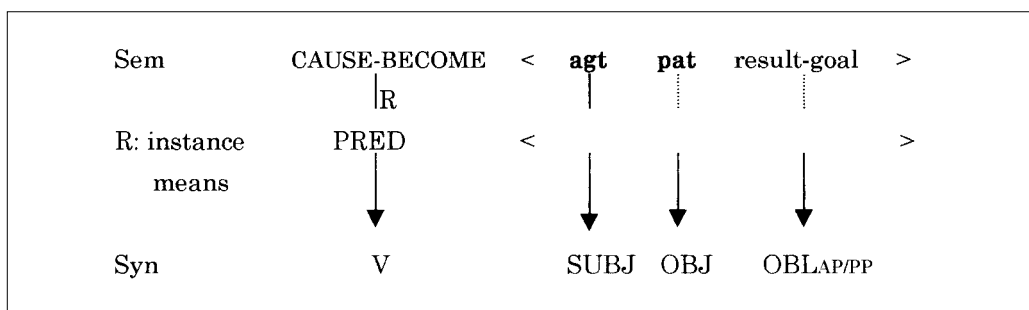 Sem CAUSE-BECOME < agt pat result-goal >
R
R: instance PRED < >
means
Syn V SUBJ OBJ OBLAP/PP